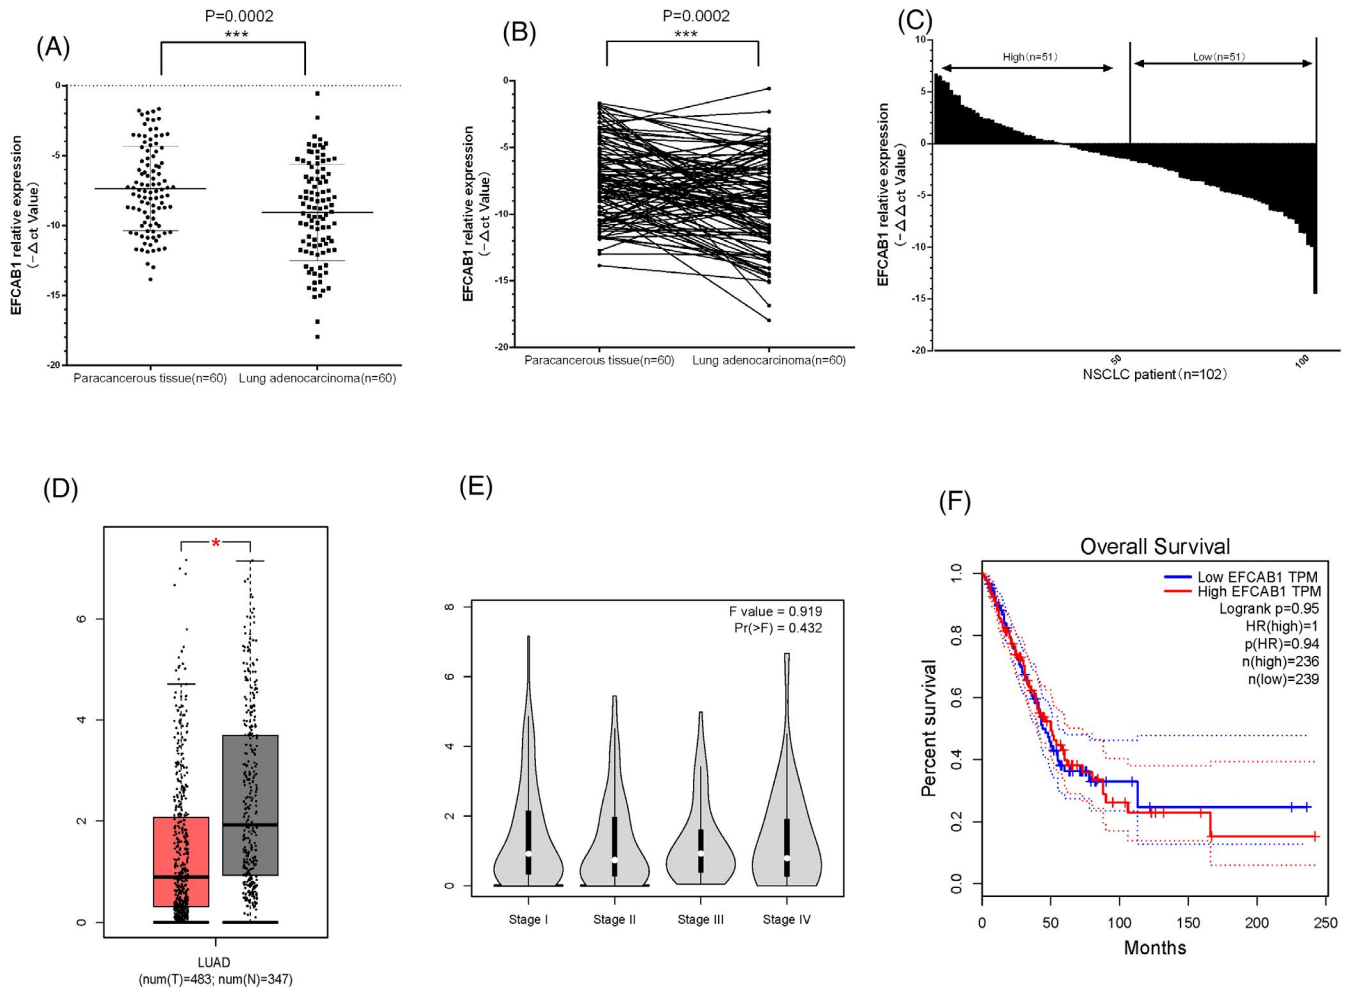 (A)
P=0.0002
***
0
-5
-10
-15
-20
EFCAB1 relative expression
(−△ct Value)
Paracancerous tissue(n=60)
Lung adenocarcinoma(n=60)
(B)
P=0.0002
***
0
-5
-10
-15
-20
EFCAB1 relative expression
(−△ct Value)
Paracancerous tissue(n=60)
Lung adenocarcinoma(n=60)
(C)
10
5
0
-5
-10
-15
-20
EFCAB1 relative expression
(−△△ct Value)
High(n=51)
Low(n=51)
50
100
NSCLC patient(n=102)
(D)
*
6
4
2
0
LUAD
(num(T)=483; num(N)=347)
(E)
F value = 0.919
Pr(>F) = 0.432
8
6
4
2
0
Stage I
Stage II
Stage III
Stage IV
(F)
Overall Survival
Low EFCAB1 TPM
High EFCAB1 TPM
Logrank p=0.95
HR(high)=1
p(HR)=0.94
n(high)=236
n(low)=239
1.0
0.8
0.6
0.4
0.2
0.0
Percent survival
0
50
100
150
200
250
Months